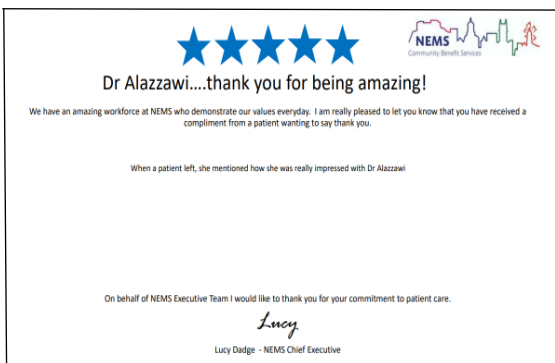 NEMS
Community Benefit Services
Dr Alazzawi....thank you for being amazing!
We have an amazing workforce at NEMS who demonstrate our values everyday.  I am really pleased to let you know that you have received a
compliment from a patient wanting to say thank you.
When a patient left, she mentioned how she was really impressed with Dr Alazzawi
On behalf of NEMS Executive Team I would like to thank you for your commitment to patient care.
Lucy
Lucy Dadge - NEMS Chief Executive